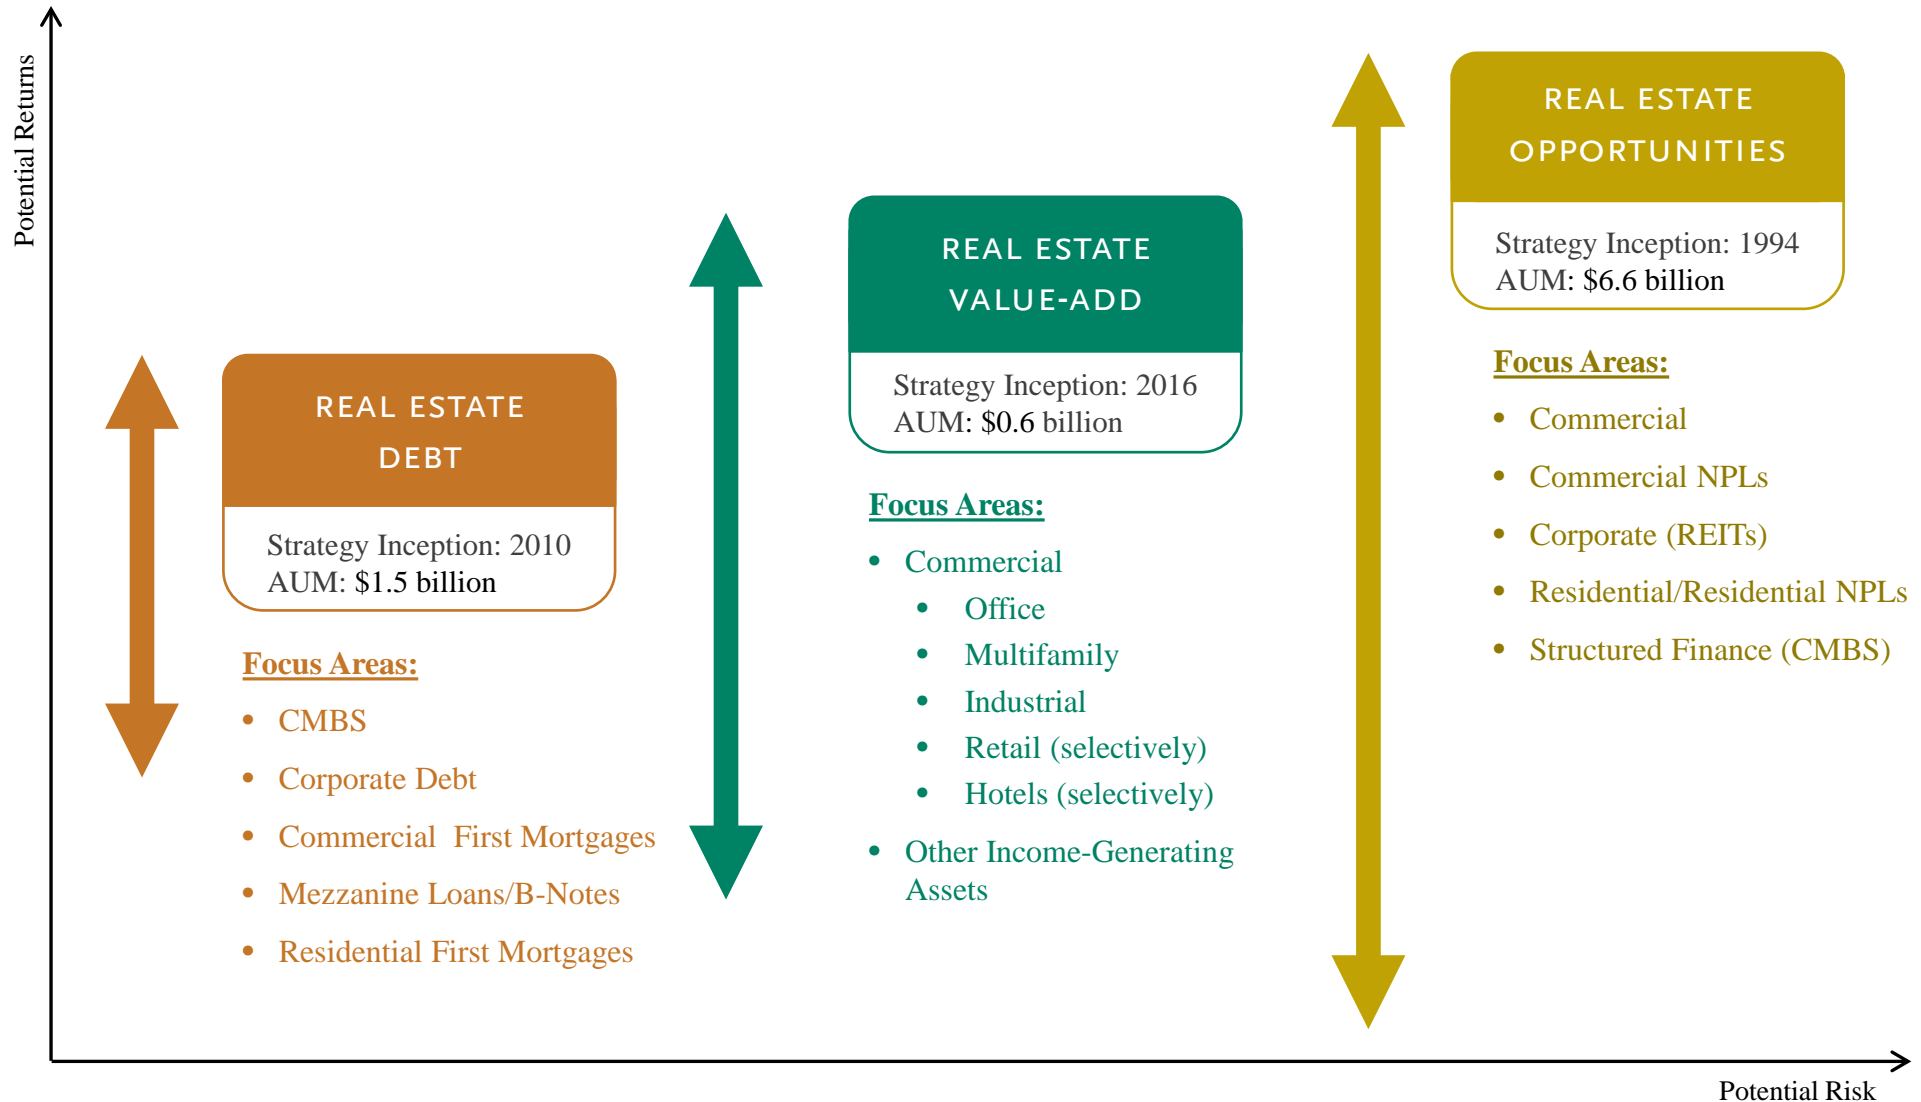 Potential Returns
REAL ESTATE
DEBT
Strategy Inception: 2010
AUM: $1.5 billion
Focus Areas:
• CMBS
• Corporate Debt
• Commercial  First Mortgages
• Mezzanine Loans/B-Notes
• Residential First Mortgages
REAL ESTATE
VALUE-ADD
Strategy Inception: 2016
AUM: $0.6 billion
Focus Areas:
• Commercial
• Office
• Multifamily
• Industrial
• Retail (selectively)
• Hotels (selectively)
• Other Income-Generating
Assets
REAL ESTATE
OPPORTUNITIES
Strategy Inception: 1994
AUM: $6.6 billion
Focus Areas:
• Commercial
• Commercial NPLs
• Corporate (REITs)
• Residential/Residential NPLs
• Structured Finance (CMBS)
Potential Risk